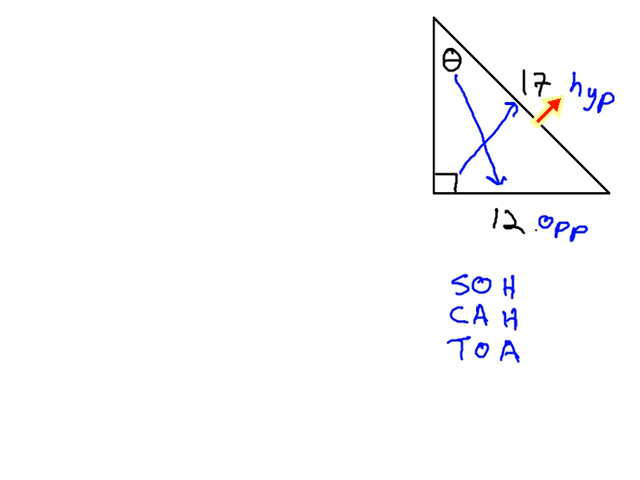 θ
17 hyp
12 opp
SOH
CAH
TOA